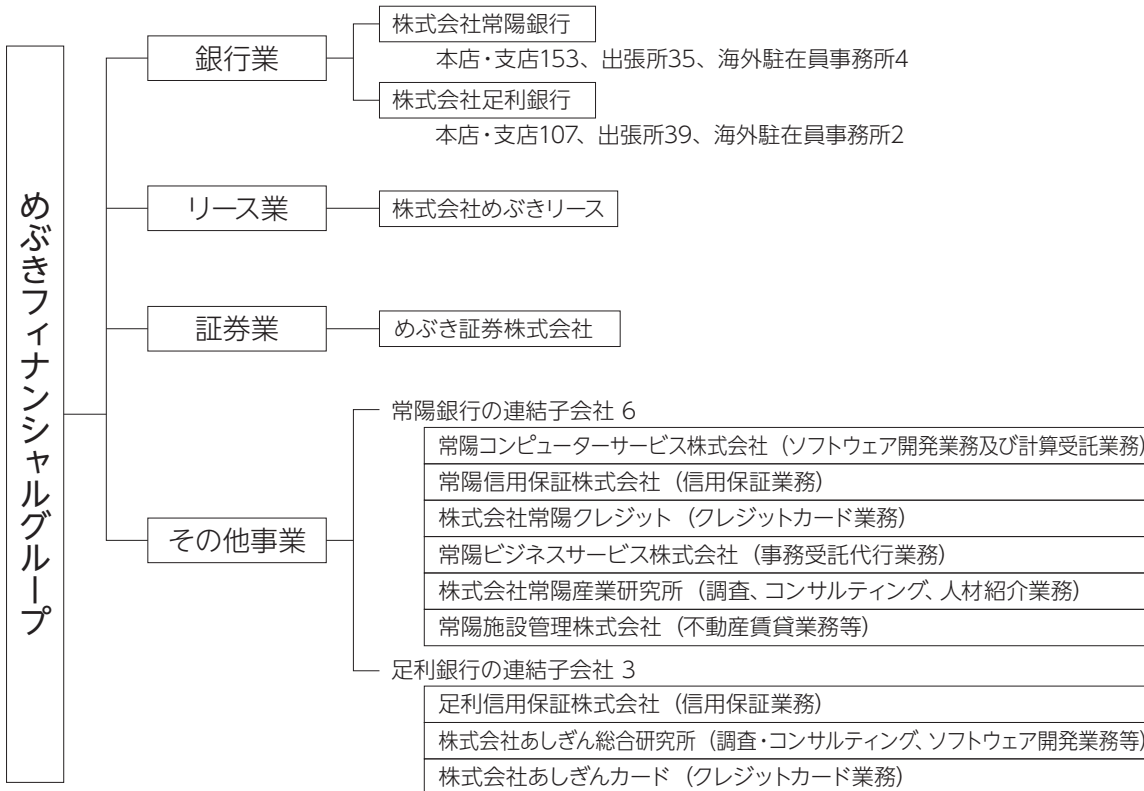 めぶきフィナンシャルグループ
銀行業
株式会社常陽銀行
本店・支店153、出張所35、海外駐在員事務所4
株式会社足利銀行
本店・支店107、出張所39、海外駐在員事務所2
リース業
株式会社めぶきリース
証券業
めぶき証券株式会社
その他事業
常陽銀行の連結子会社 6
常陽コンピューターサービス株式会社（ソフトウェア開発業務及び計算受託業務）
常陽信用保証株式会社（信用保証業務）
株式会社常陽クレジット（クレジットカード業務）
常陽ビジネスサービス株式会社（事務受託代行業務）
株式会社常陽産業研究所（調査、コンサルティング、人材紹介業務）
常陽施設管理株式会社（不動産賃貸業務等）
足利銀行の連結子会社 3
足利信用保証株式会社（信用保証業務）
株式会社あしぎん総合研究所（調査・コンサルティング、ソフトウェア開発業務等）
株式会社あしぎんカード（クレジットカード業務）